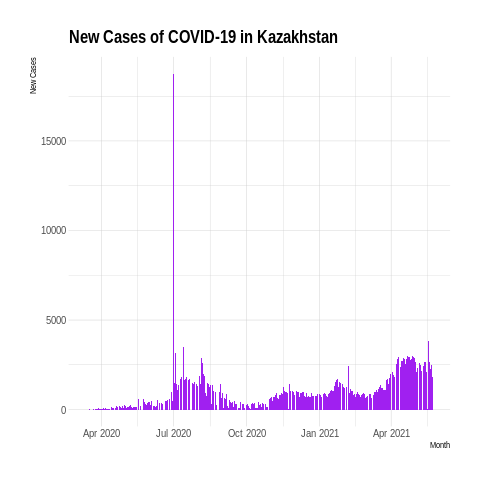 New Cases of COVID-19 in Kazakhstan
New Cases
15000
10000
5000
0
Apr 2020 Jul 2020 Oct 2020 Jan 2021 Apr 2021
Month